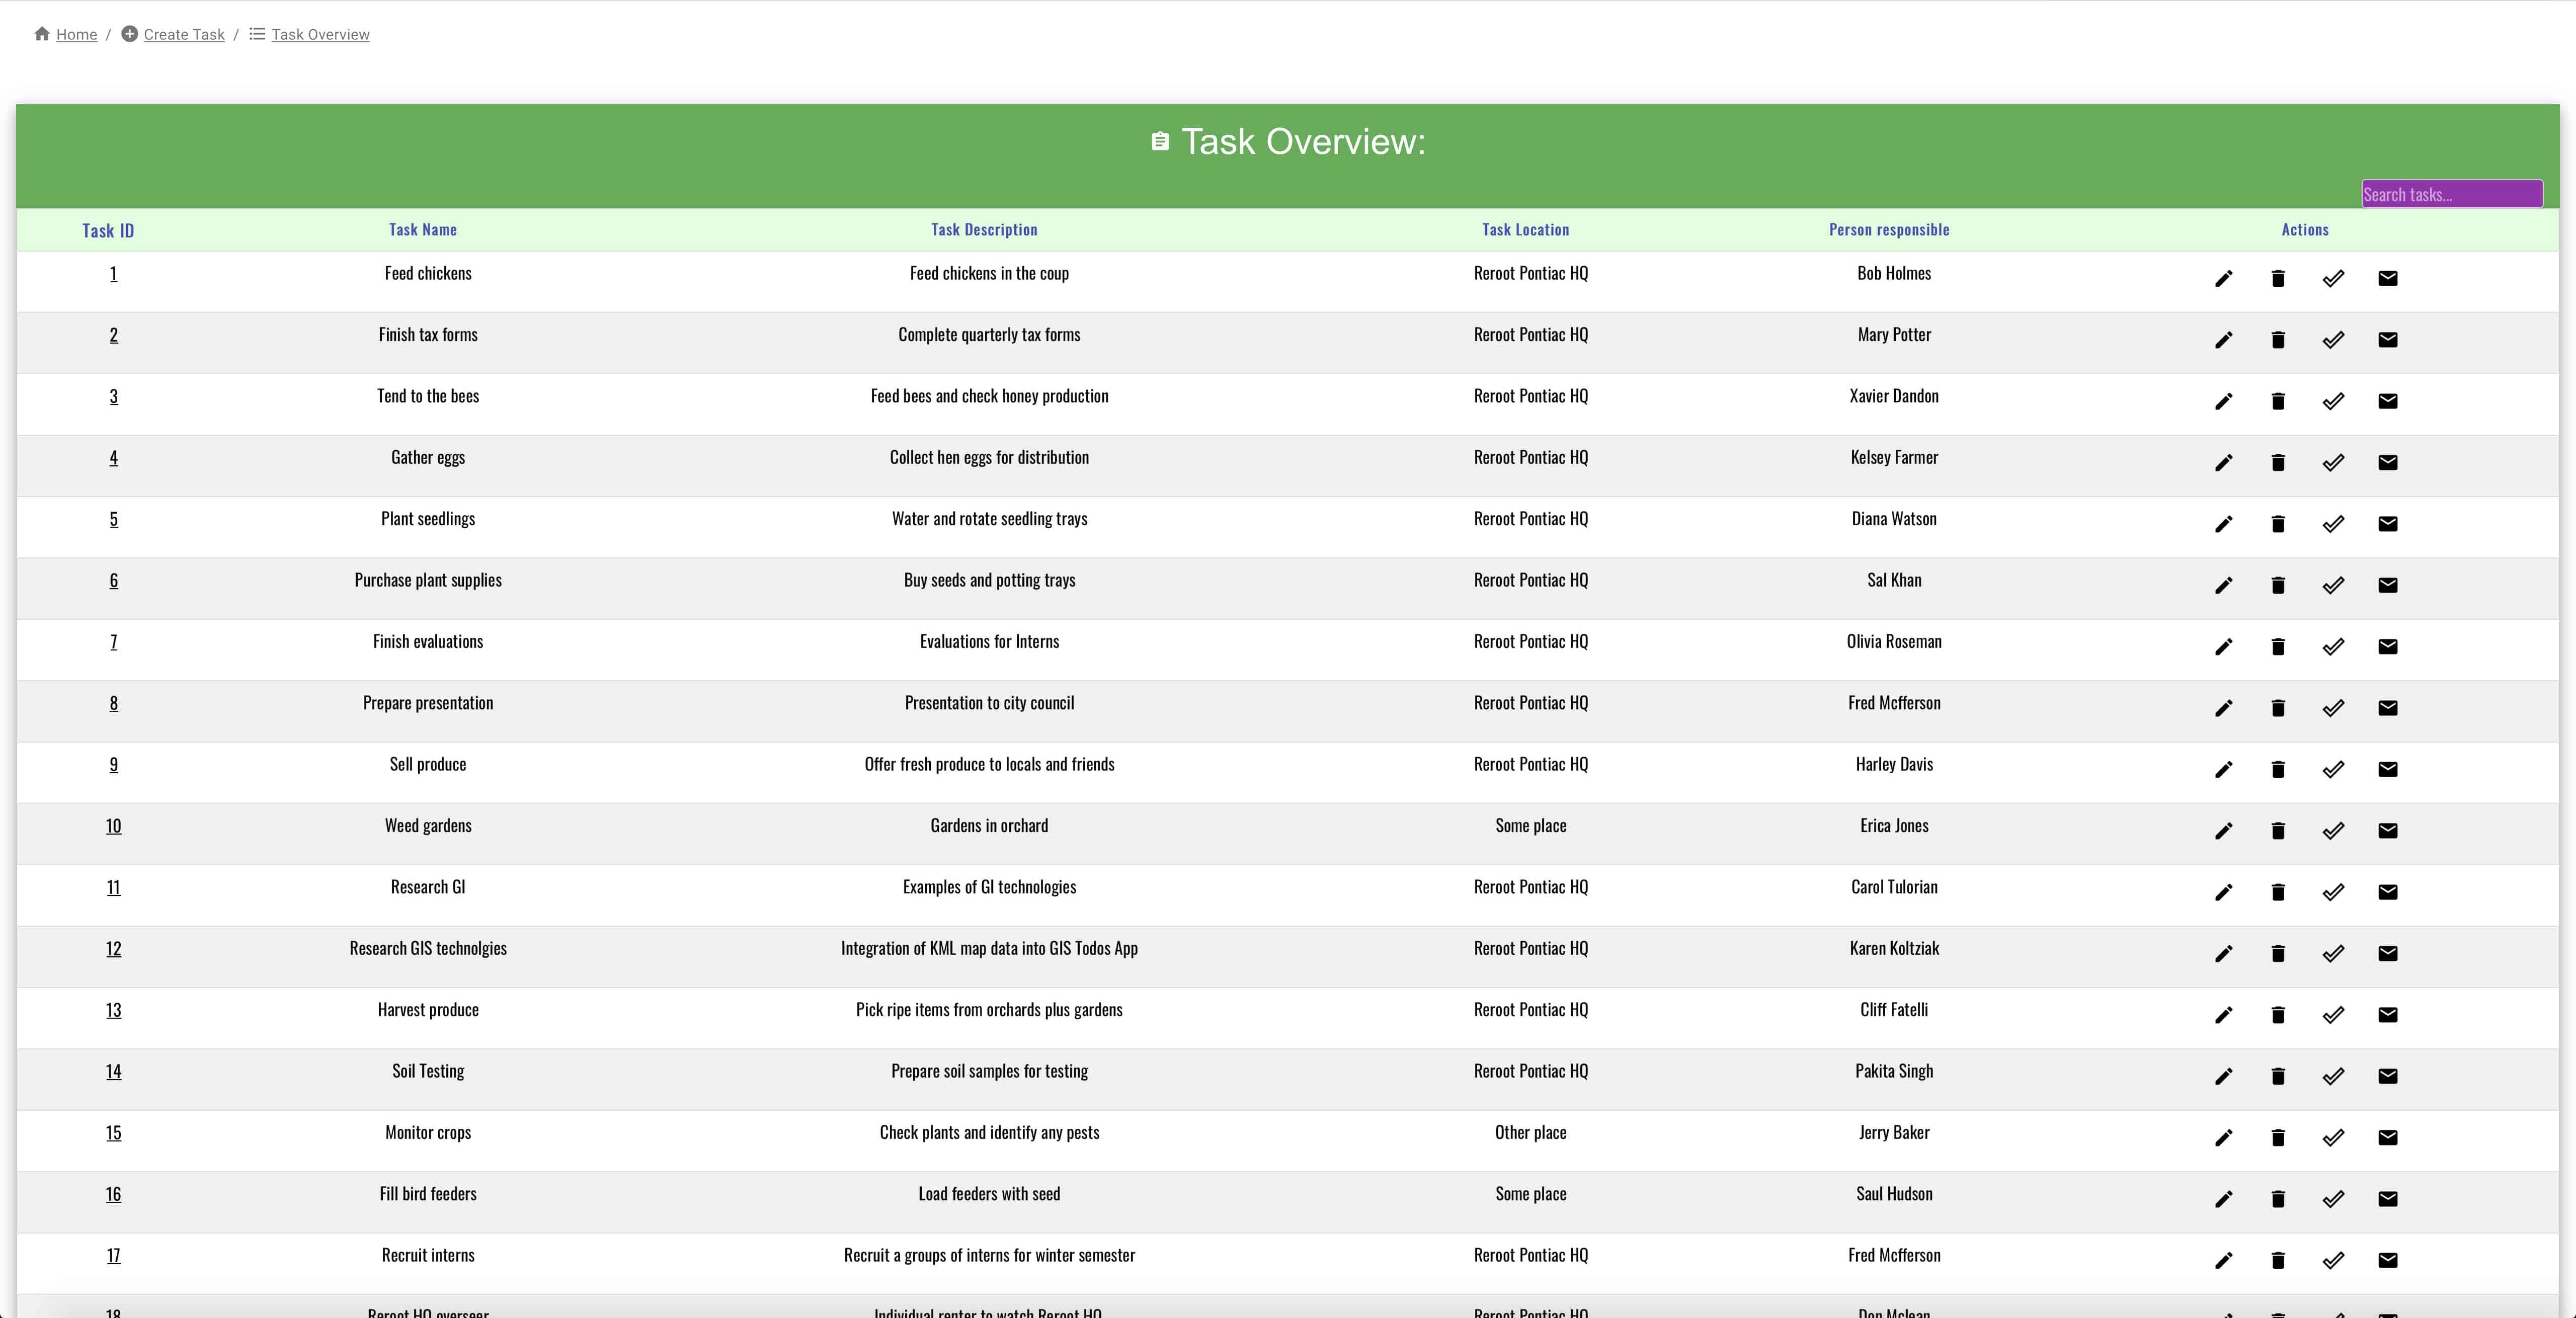 Home / Create Task / Task Overview
Task Overview:
Search tasks...
Task ID Task Name Task Description Task Location Person responsible Actions
1 Feed chickens Feed chickens in the coup Reroot Pontiac HQ Bob Holmes
2 Finish tax forms Complete quarterly tax forms Reroot Pontiac HQ Mary Potter
3 Tend to the bees Feed bees and check honey production Reroot Pontiac HQ Xavier Dandon
4 Gather eggs Collect hen eggs for distribution Reroot Pontiac HQ Kelsey Farmer
5 Plant seedlings Water and rotate seedling trays Reroot Pontiac HQ Diana Watson
6 Purchase plant supplies Buy seeds and potting trays Reroot Pontiac HQ Sal Khan
7 Finish evaluations Evaluations for Interns Reroot Pontiac HQ Olivia Roseman
8 Prepare presentation Presentation to city council Reroot Pontiac HQ Fred Mcfferson
9 Sell produce Offer fresh produce to locals and friends Reroot Pontiac HQ Harley Davis
10 Weed gardens Gardens in orchard Some place Erica Jones
11 Research GI Examples of GI technologies Reroot Pontiac HQ Carol Tulorian
12 Research GIS technolgies Integration of KML map data into GIS Todos App Reroot Pontiac HQ Karen Koltziak
13 Harvest produce Pick ripe items from orchards plus gardens Reroot Pontiac HQ Cliff Fatelli
14 Soil Testing Prepare soil samples for testing Reroot Pontiac HQ Pakita Singh
15 Monitor crops Check plants and identify any pests Other place Jerry Baker
16 Fill bird feeders Load feeders with seed Some place Saul Hudson
17 Recruit interns Recruit a groups of interns for winter semester Reroot Pontiac HQ Fred Mcfferson
18 Reroot HQ overseer Individual renter to watch Reroot HQ Reroot Pontiac HQ Don Mclean